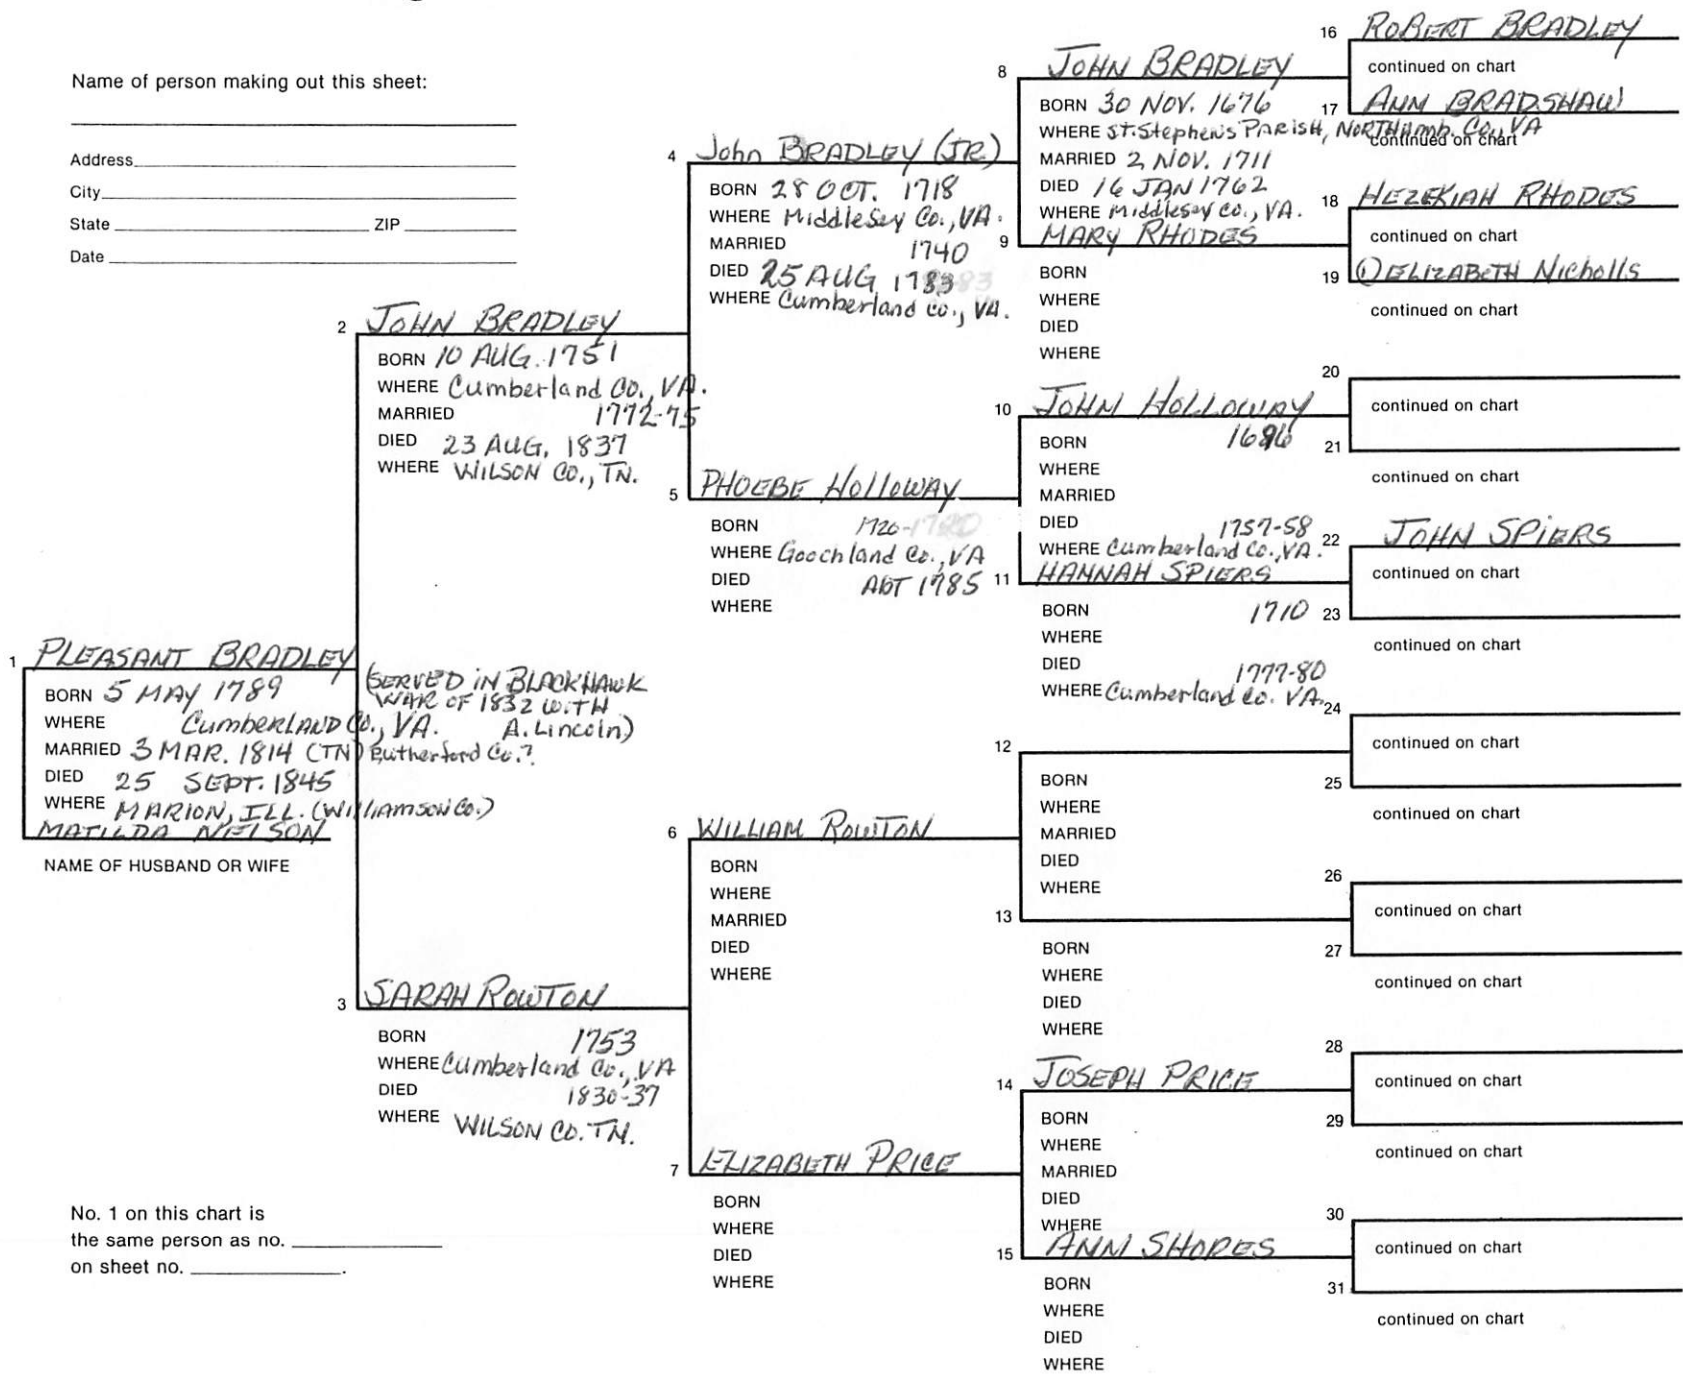 Name of person making out this sheet:
Address
City
State ZIP
Date
1 PLEASANT BRADLEY
BORN 5 MAY 1789
WHERE CUMBERLAND CO., VA.
MARRIED 3 MAR. 1814 (TN) Rutherford Co.?
DIED 25 SEPT. 1845
WHERE MARION, ILL. (WILLIAMSON CO.)
MATILDA NELSON
NAME OF HUSBAND OR WIFE
(SERVED IN BLACKHAWK
WAR OF 1832 WITH
A. Lincoln)
No. 1 on this chart is
the same person as no.
on sheet no. .
2 JOHN BRADLEY
BORN 10 AUG. 1751
WHERE Cumberland Co., VA.
MARRIED 1772-75
DIED 23 AUG. 1837
WHERE WILSON CO., TN.
3 SARAH ROWTON
BORN 1753
WHERE Cumberland Co., VA
DIED 1830-37
WHERE WILSON CO. TN.
4 John BRADLEY (JR)
BORN 28 OCT. 1718
WHERE Middlesey Co., VA.
MARRIED 1740
DIED 25 AUG 1783
WHERE Cumberland Co., VA.
5 PHOEBE HOLLOWAY
BORN 1720-
WHERE Goochland Co., VA
DIED ABT 1785
WHERE
6 WILLIAM ROWTON
BORN
WHERE
MARRIED
DIED
WHERE
7 ELIZABETH PRICE
BORN
WHERE
DIED
WHERE
8 JOHN BRADLEY
BORN 30 NOV. 1676
WHERE St. Stephens PARISH, NORTHumb. Co., VA
MARRIED 2 NOV. 1711
DIED 16 JAN 1762
WHERE Middlesey Co., VA.
9 MARY RHODES
BORN
WHERE
DIED
WHERE
10 JOHN HOLLOWAY
BORN
WHERE
MARRIED
DIED 1757-58
WHERE Cumberland Co., VA.
11 HANNAH SPIERS
BORN 1710
WHERE
DIED 1777-80
WHERE Cumberland Co. VA.
12
BORN
WHERE
MARRIED
DIED
WHERE
13
BORN
WHERE
DIED
WHERE
14 JOSEPH PRICE
BORN
WHERE
MARRIED
DIED
WHERE
15 ANN SHORES
BORN
WHERE
DIED
WHERE
16 ROBERT BRADLEY
continued on chart
17 ANN BRADSHAW
continued on chart
18 HEZEKIAH RHODES
continued on chart
19 (1) ELIZABETH Nicholls
continued on chart
20
continued on chart
21
continued on chart
22 JOHN SPIERS
continued on chart
23
continued on chart
24
continued on chart
25
continued on chart
26
continued on chart
27
continued on chart
28
continued on chart
29
continued on chart
30
continued on chart
31
continued on chart